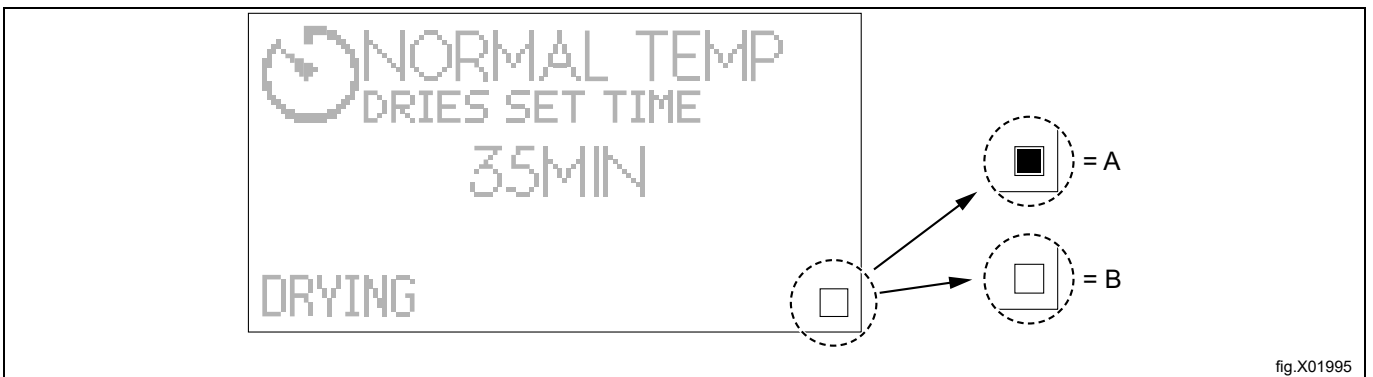 NORMAL TEMP
DRIES SET TIME
35MIN
DRYING
= A
= B
fig.X01995